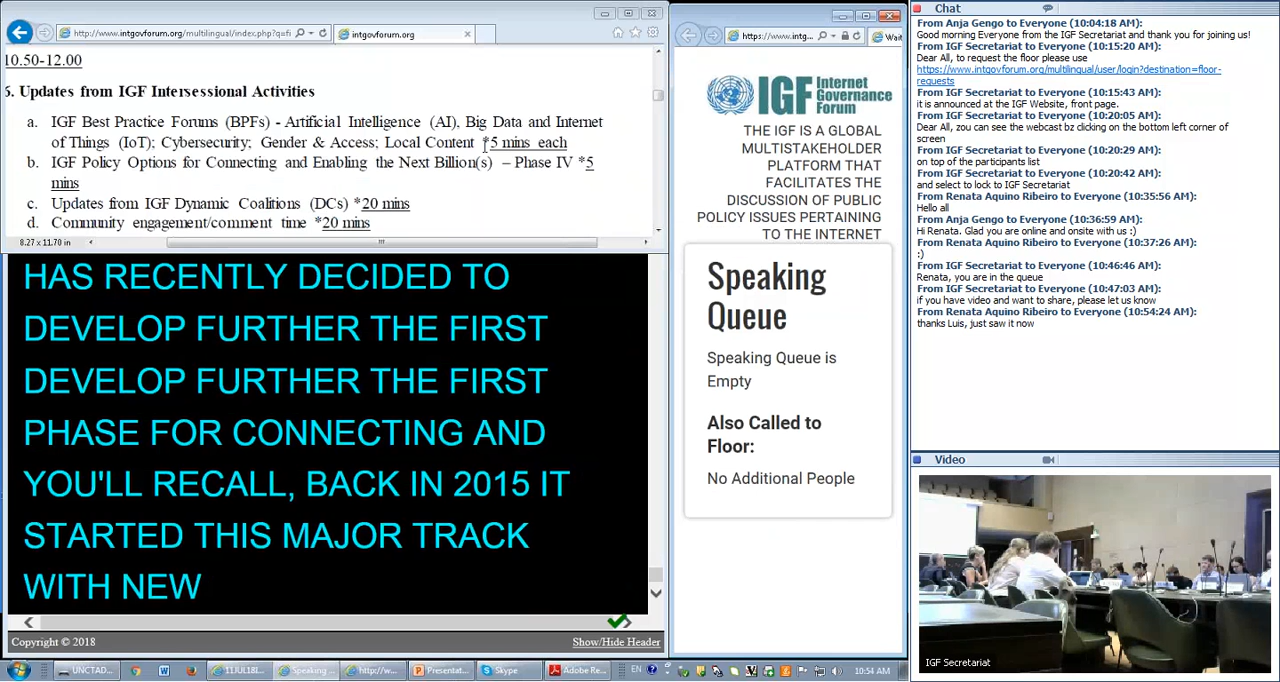 http://www.intgovforum.org/multilingual/index.php?q=fi
intgovforum.org
10.50-12.00
6. Updates from IGF Intersessional Activities
a. IGF Best Practice Forums (BPFs) - Artificial Intelligence (AI), Big Data and Internet
of Things (IoT); Cybersecurity; Gender & Access; Local Content *5 mins each
b. IGF Policy Options for Connecting and Enabling the Next Billion(s) – Phase IV *5
mins
c. Updates from IGF Dynamic Coalitions (DCs) *20 mins
d. Community engagement/comment time *20 mins
8.27 x 11.70 in
HAS RECENTLY DECIDED TO
DEVELOP FURTHER THE FIRST
DEVELOP FURTHER THE FIRST
PHASE FOR CONNECTING AND
YOU'LL RECALL, BACK IN 2015 IT
STARTED THIS MAJOR TRACK
WITH NEW
Copyright © 2018
Show/Hide Header
https://www.intg...
Wait
IGF Internet
Governance
Forum
THE IGF IS A GLOBAL
MULTISTAKEHOLDER
PLATFORM THAT
FACILITATES THE
DISCUSSION OF PUBLIC
POLICY ISSUES PERTAINING
TO THE INTERNET
Speaking
Queue
Speaking Queue is
Empty
Also Called to
Floor:
No Additional People
Chat
From Anja Gengo to Everyone (10:04:18 AM):
Good morning Everyone from the IGF Secretariat and thank you for joining us!
From IGF Secretariat to Everyone (10:15:20 AM):
Dear All, to request the floor please use
https://www.intgovforum.org/multilingual/user/login?destination=floor-
requests
From IGF Secretariat to Everyone (10:15:43 AM):
it is announced at the IGF Website, front page.
From IGF Secretariat to Everyone (10:20:05 AM):
Dear All, zou can see the webcast bz clicking on the bottom left corner of
screen
From IGF Secretariat to Everyone (10:20:29 AM):
on top of the participants list
From IGF Secretariat to Everyone (10:20:42 AM):
and select to lock to IGF Secretariat
From Renata Aquino Ribeiro to Everyone (10:35:56 AM):
Hello all
From Anja Gengo to Everyone (10:36:59 AM):
Hi Renata. Glad you are online and onsite with us :)
From Renata Aquino Ribeiro to Everyone (10:37:26 AM):
:)
From IGF Secretariat to Everyone (10:46:46 AM):
Renata, you are in the queue
From IGF Secretariat to Everyone (10:47:03 AM):
if you have video and want to share, please let us know
From Renata Aquino Ribeiro to Everyone (10:54:24 AM):
thanks Luis, just saw it now
Video
IGF Secretariat
UNCTAD...
11JUL18I...
Speaking ...
http://w...
Presentat...
Skype
Adobe Re...
EN
10:54 AM